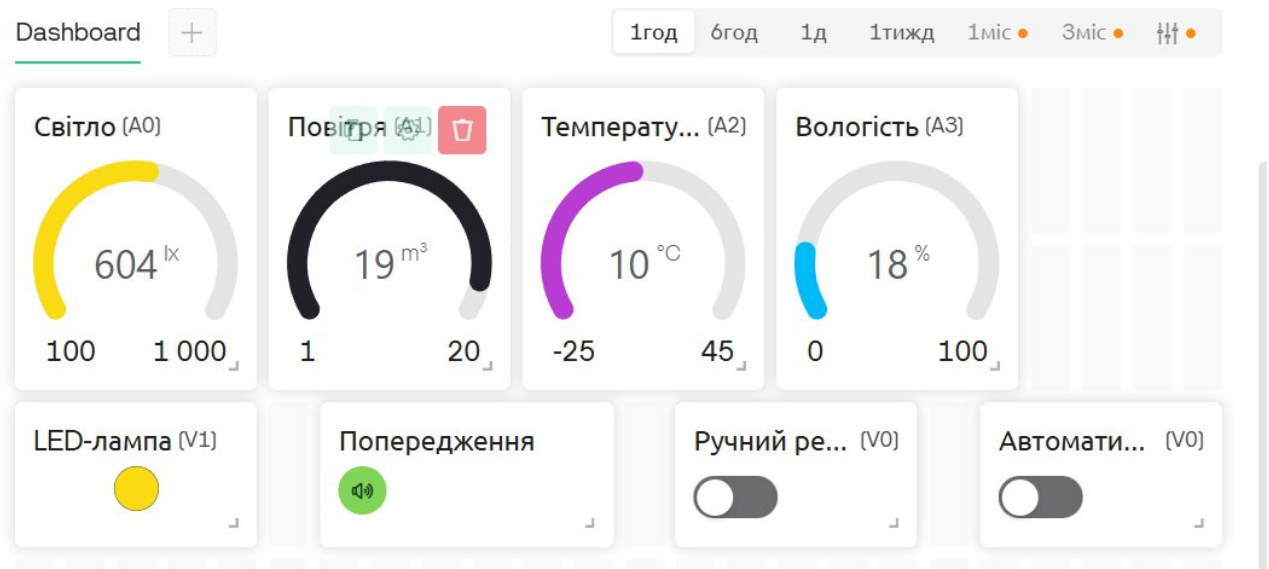 Dashboard
1год 6год 1д 1тижд 1міс 3міс
Світло (A0)
604 lx
100 1 000
Повітря (A1)
19 m³
1 20
Температу... (A2)
10 °C
-25 45
Вологість (A3)
18 %
0 100
LED-лампа (V1)
Попередження
Ручний ре... (V0)
Автомати... (V0)